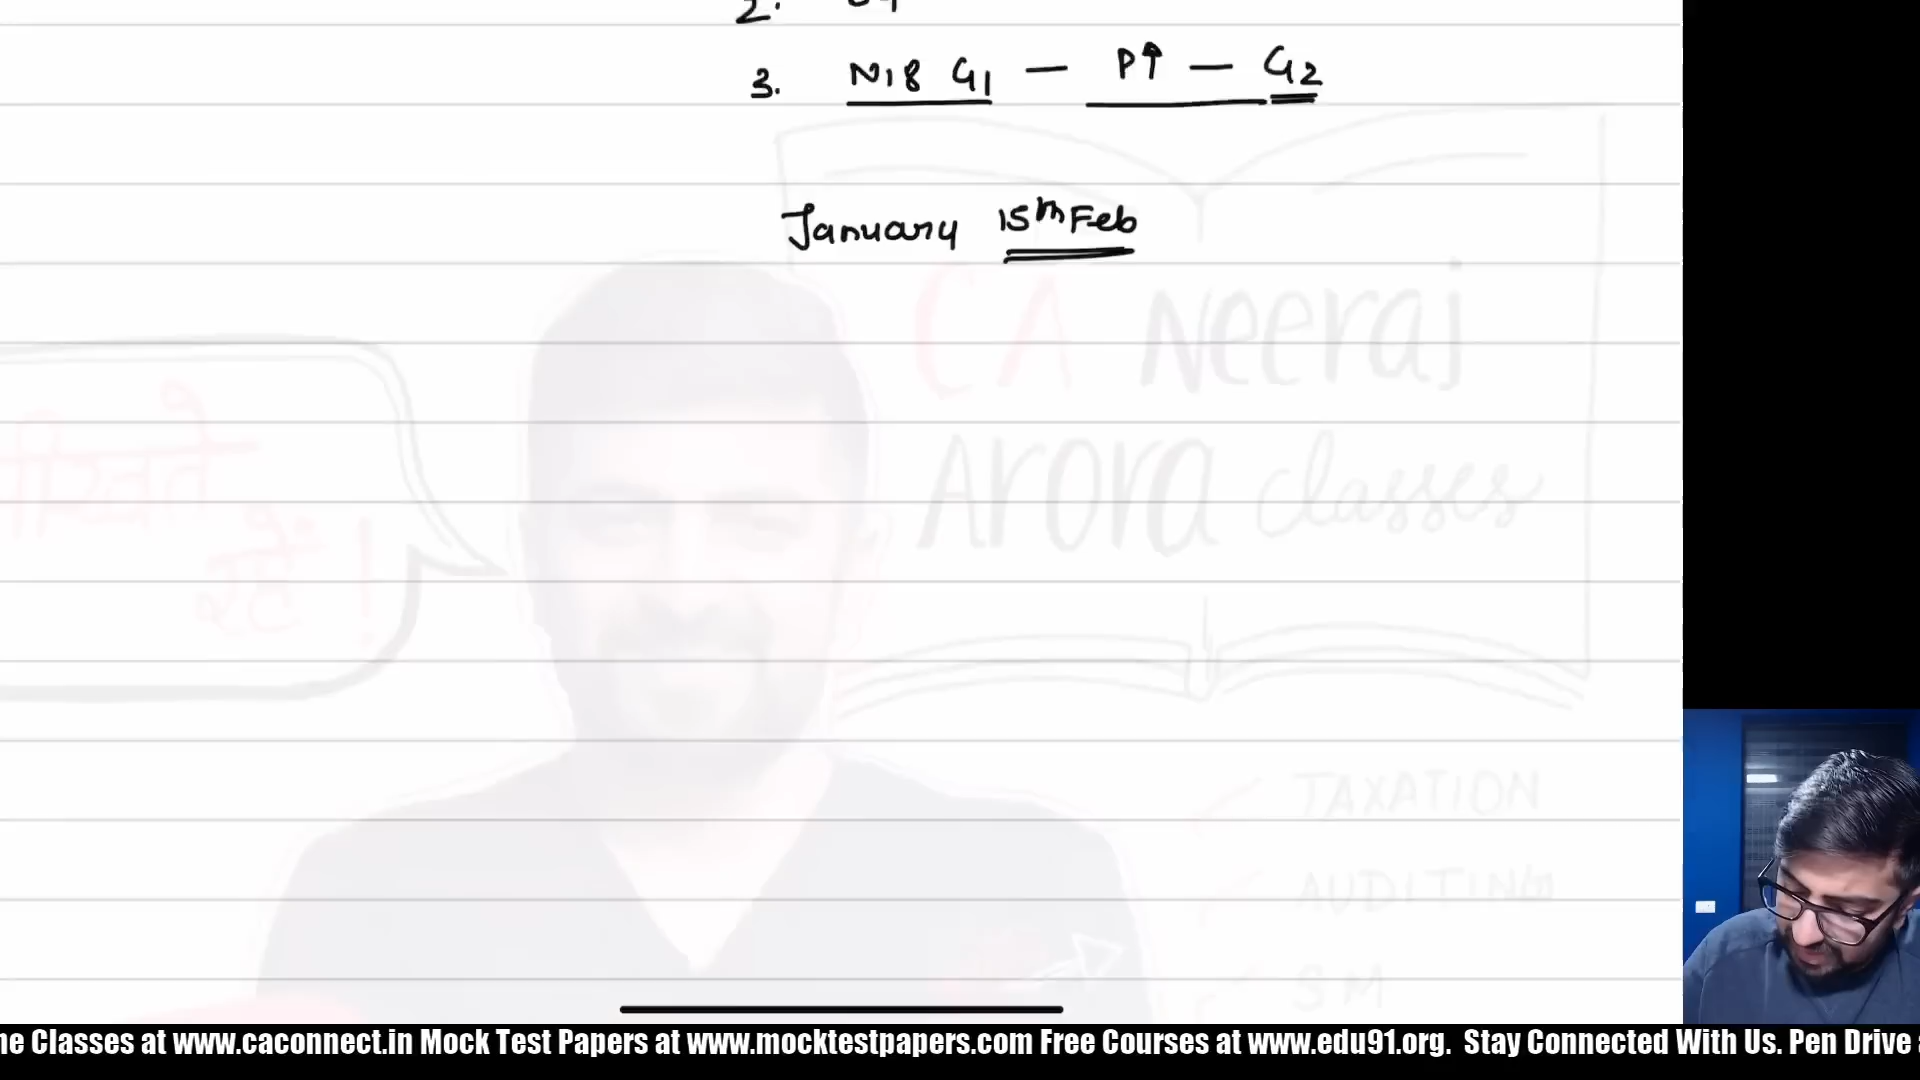 2.
3. N18 G1 — P↑ — G2
January 15th Feb
CA Neeraj
Arora classes
TAXATION
AUDITING
SM
ne Classes at www.caconnect.in Mock Test Papers at www.mocktestpapers.com Free Courses at www.edu91.org. Stay Connected With Us. Pen Drive a